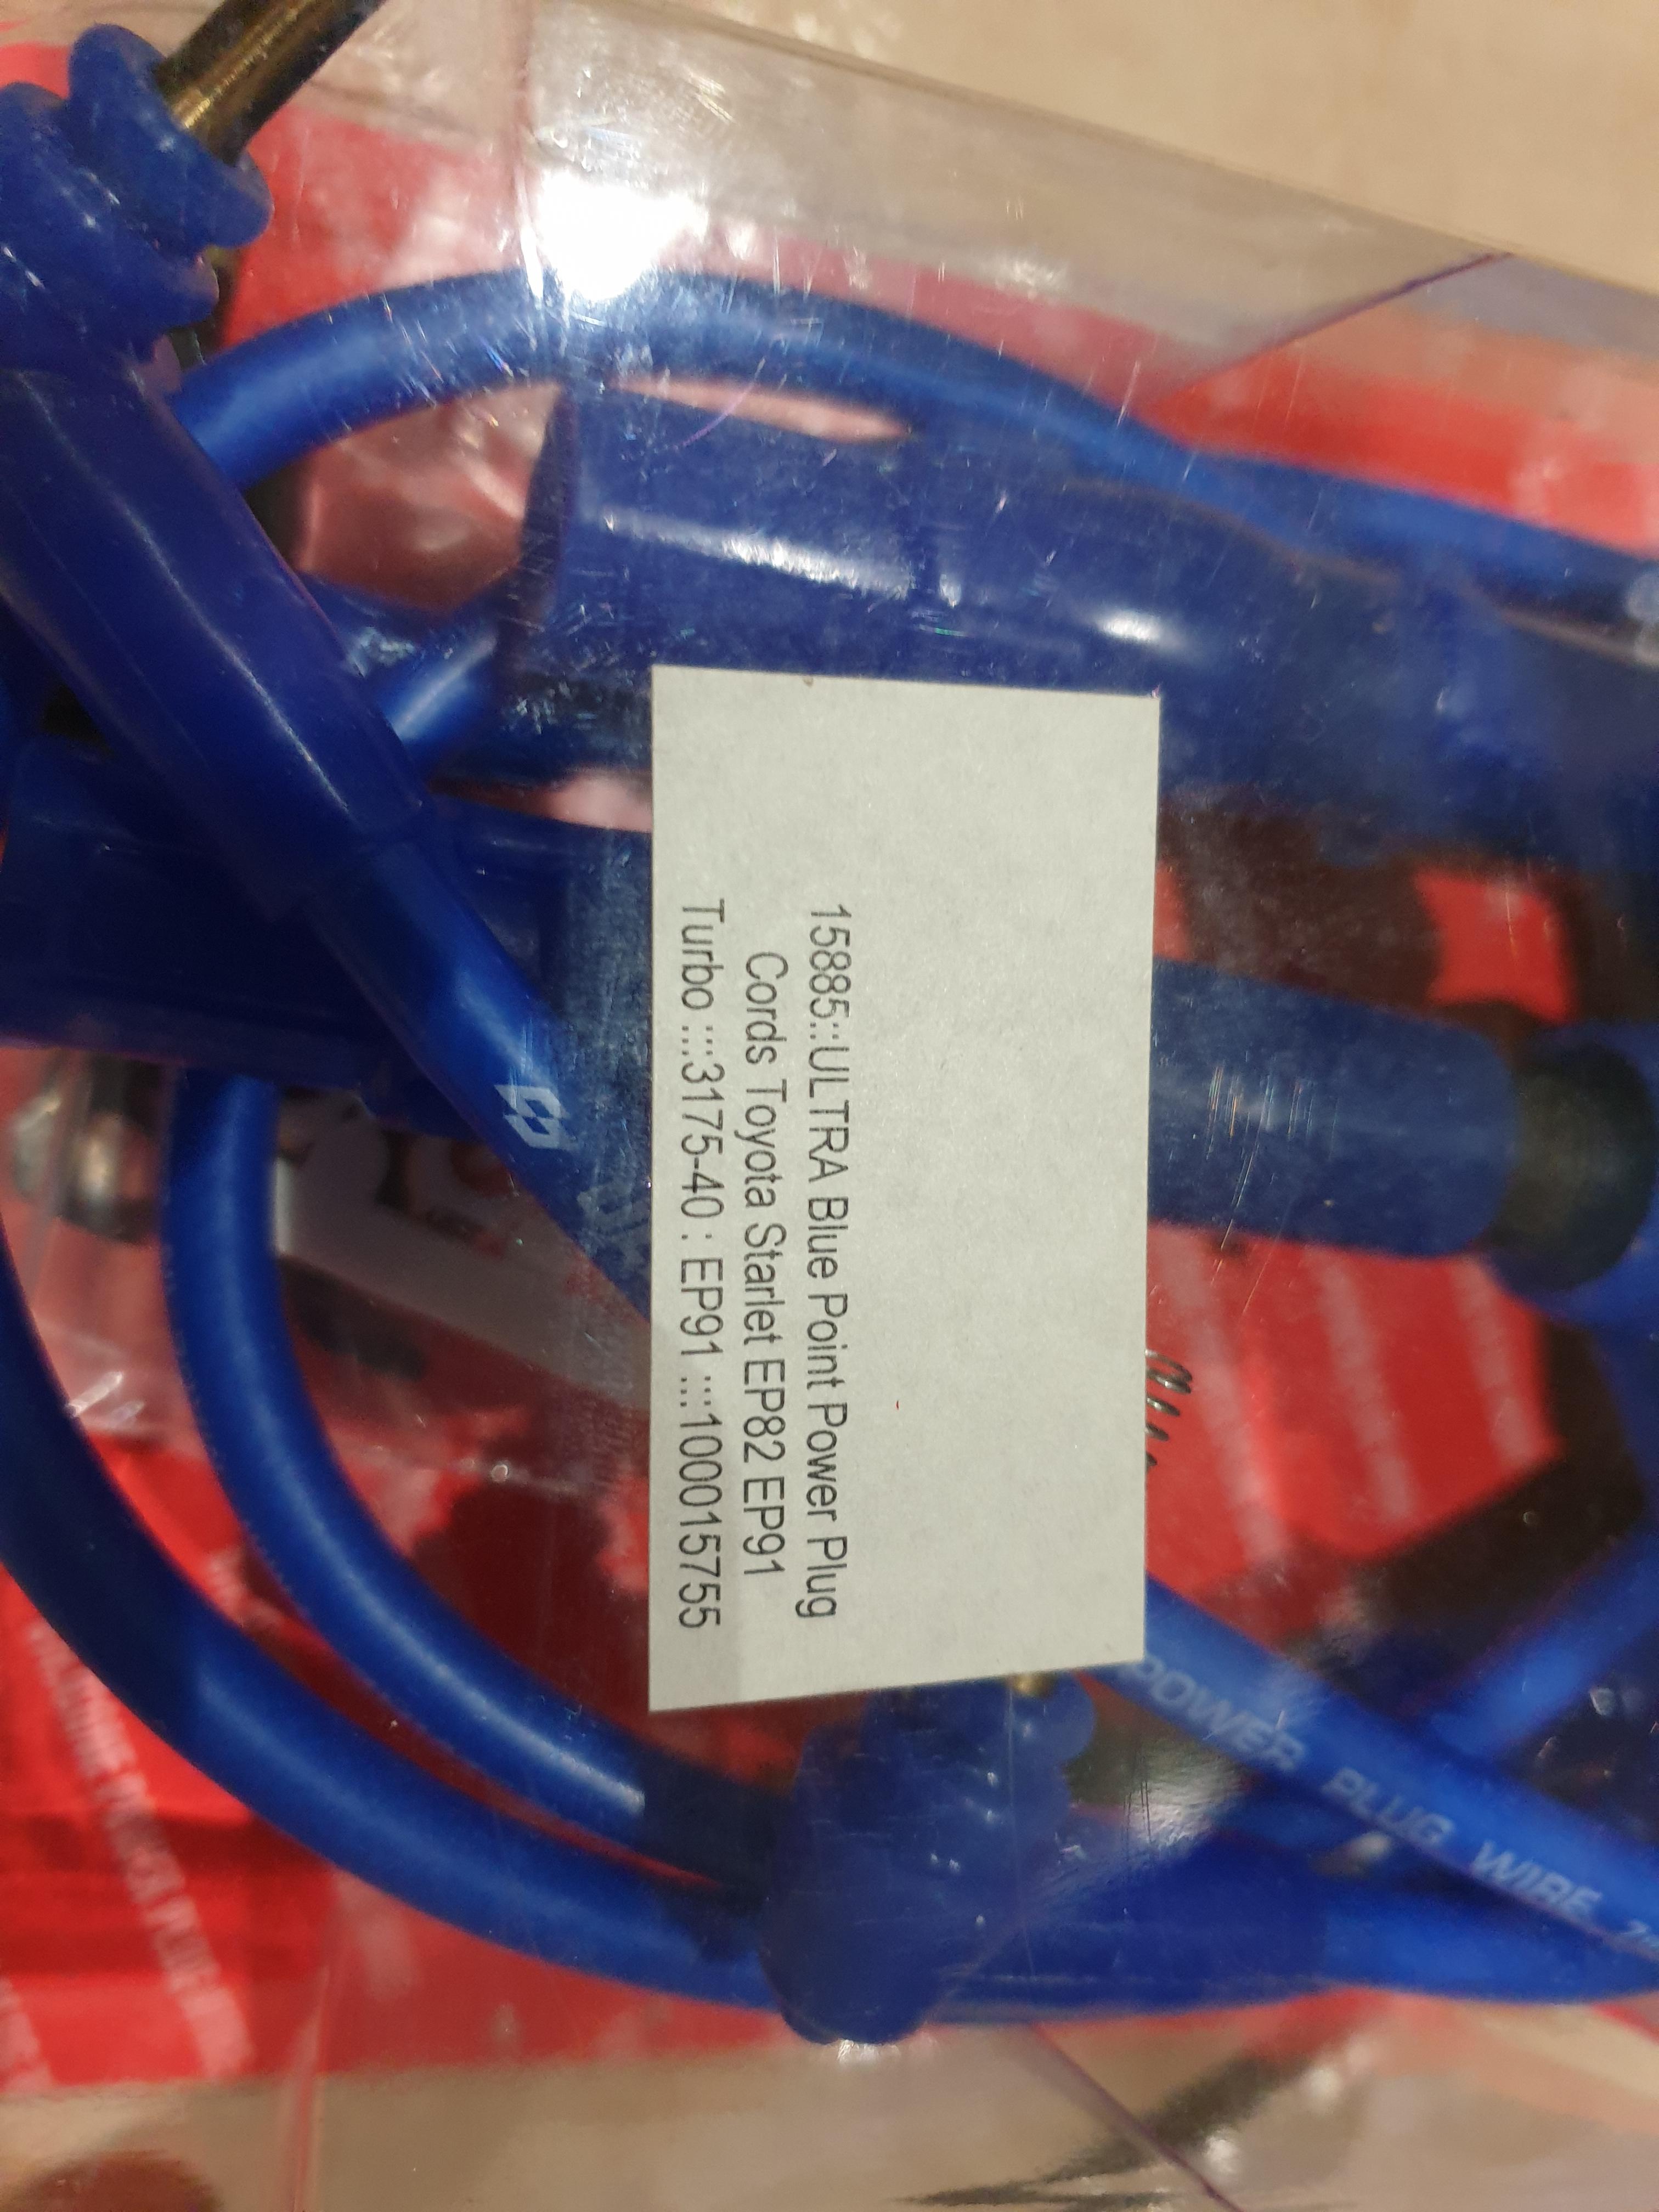 15885::ULTRA Blue Point Power Plug
Cords Toyota Starlet EP82 EP91
Turbo ::::3175-40 : EP91 ::::100015755
POWER PLUG WIRE